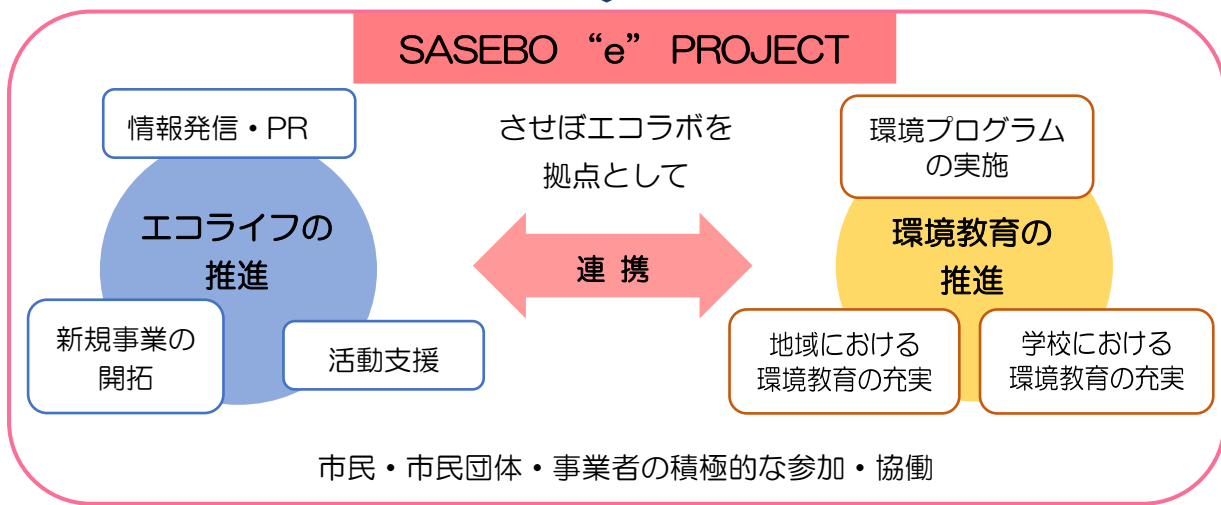 SASEBO “e” PROJECT
情報発信・PR
エコライフの
推進
新規事業の
開拓
活動支援
させぼエコラボを
拠点として
連 携
環境プログラム
の実施
環境教育の
推進
地域における
環境教育の充実
学校における
環境教育の充実
市民・市民団体・事業者の積極的な参加・協働